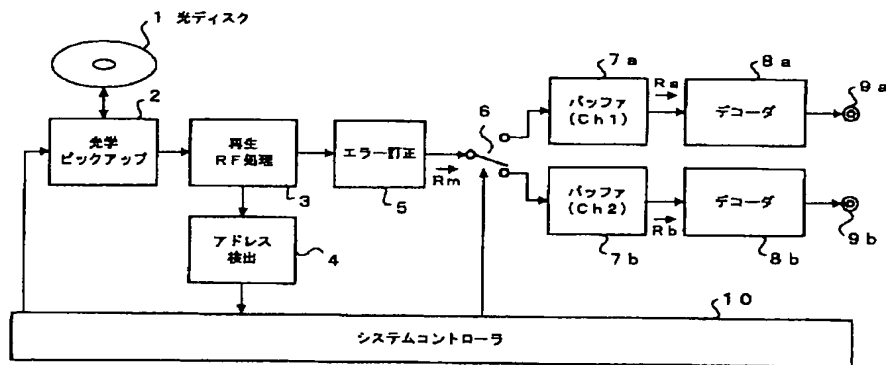 1 光ディスク
2
光学
ピックアップ
再生
RF処理
3
エラー訂正
5
Rm
6
アドレス
検出
4
7a
バッファ
(Ch1)
Ra
8a
デコーダ
9a
バッファ
(Ch2)
7b
Rb
デコーダ
8b
9b
10
システムコントローラ